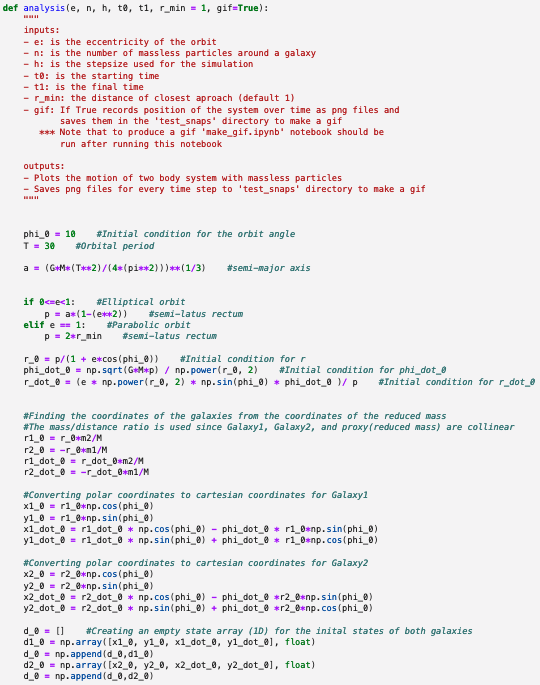 def analysis(e, n, h, t0, t1, r_min = 1, gif=True):
"""
inputs:
- e: is the eccentricity of the orbit
- n: is the number of massless particles around a galaxy
- h: is the stepsize used for the simulation
- t0: is the starting time
- t1: is the final time
- r_min: the distance of closest aproach (default 1)
- gif: If True records position of the system over time as png files and
saves them in the 'test_snaps' directory to make a gif
*** Note that to produce a gif 'make_gif.ipynb' notebook should be
run after running this notebook
outputs:
- Plots the motion of two body system with massless particles
- Saves png files for every time step to 'test_snaps' directory to make a gif
"""
phi_0 = 10    #Initial condition for the orbit angle
T = 30    #Orbital period
a = (G*M*(T**2)/(4*(pi**2)))**(1/3)    #semi-major axis
if 0<=e<1:    #Elliptical orbit
p = a*(1-(e**2))    #semi-latus rectum
elif e == 1:    #Parabolic orbit
p = 2*r_min    #semi-latus rectum
r_0 = p/(1 + e*cos(phi_0))    #Initial condition for r
phi_dot_0 = np.sqrt(G*M*p) / np.power(r_0, 2)    #Initial condition for phi_dot_0
r_dot_0 = (e * np.power(r_0, 2) * np.sin(phi_0) * phi_dot_0 )/ p    #Initial condition for r_dot_0
#Finding the coordinates of the galaxies from the coordinates of the reduced mass
#The mass/distance ratio is used since Galaxy1, Galaxy2, and proxy(reduced mass) are collinear
r1_0 = r_0*m2/M
r2_0 = -r_0*m1/M
r1_dot_0 = r_dot_0*m2/M
r2_dot_0 = -r_dot_0*m1/M
#Converting polar coordinates to cartesian coordinates for Galaxy1
x1_0 = r1_0*np.cos(phi_0)
y1_0 = r1_0*np.sin(phi_0)
x1_dot_0 = r1_dot_0 * np.cos(phi_0) - phi_dot_0 * r1_0*np.sin(phi_0)
y1_dot_0 = r1_dot_0 * np.sin(phi_0) + phi_dot_0 * r1_0*np.cos(phi_0)
#Converting polar coordinates to cartesian coordinates for Galaxy2
x2_0 = r2_0*np.cos(phi_0)
y2_0 = r2_0*np.sin(phi_0)
x2_dot_0 = r2_dot_0 * np.cos(phi_0) - phi_dot_0 *r2_0*np.sin(phi_0)
y2_dot_0 = r2_dot_0 * np.sin(phi_0) + phi_dot_0 *r2_0*np.cos(phi_0)
d_0 = []    #Creating an empty state array (1D) for the inital states of both galaxies
d1_0 = np.array([x1_0, y1_0, x1_dot_0, y1_dot_0], float)
d_0 = np.append(d_0,d1_0)
d2_0 = np.array([x2_0, y2_0, x2_dot_0, y2_dot_0], float)
d_0 = np.append(d_0,d2_0)